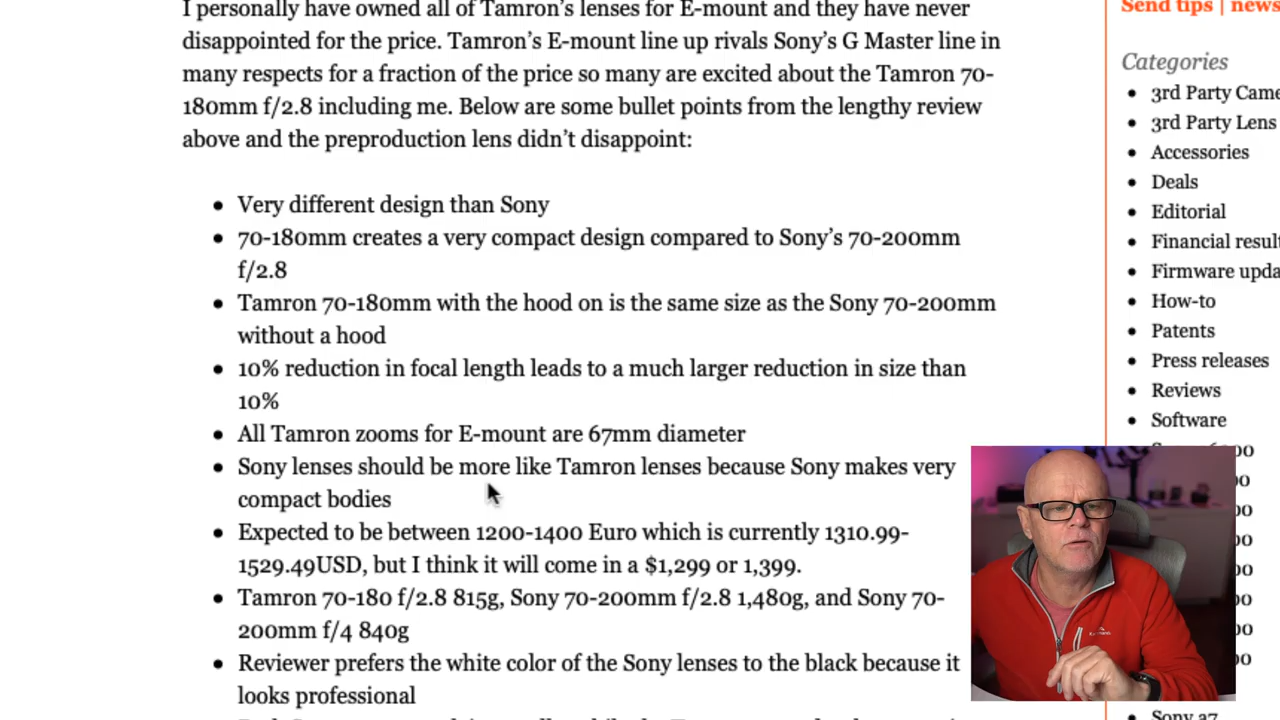 I personally have owned all of Tamron's lenses for E-mount and they have never
disappointed for the price. Tamron's E-mount line up rivals Sony's G Master line in
many respects for a fraction of the price so many are excited about the Tamron 70-
180mm f/2.8 including me. Below are some bullet points from the lengthy review
above and the preproduction lens didn't disappoint:
• Very different design than Sony
• 70-180mm creates a very compact design compared to Sony's 70-200mm
f/2.8
• Tamron 70-180mm with the hood on is the same size as the Sony 70-200mm
without a hood
• 10% reduction in focal length leads to a much larger reduction in size than
10%
• All Tamron zooms for E-mount are 67mm diameter
• Sony lenses should be more like Tamron lenses because Sony makes very
compact bodies
• Expected to be between 1200-1400 Euro which is currently 1310.99-
1529.49USD, but I think it will come in a $1,299 or 1,399.
• Tamron 70-180 f/2.8 815g, Sony 70-200mm f/2.8 1,480g, and Sony 70-
200mm f/4 840g
• Reviewer prefers the white color of the Sony lenses to the black because it
looks professional
Send tips | news
Categories
• 3rd Party Came
• 3rd Party Lens
• Accessories
• Deals
• Editorial
• Financial result
• Firmware upda
• How-to
• Patents
• Press releases
• Reviews
• Software
• Sony a7